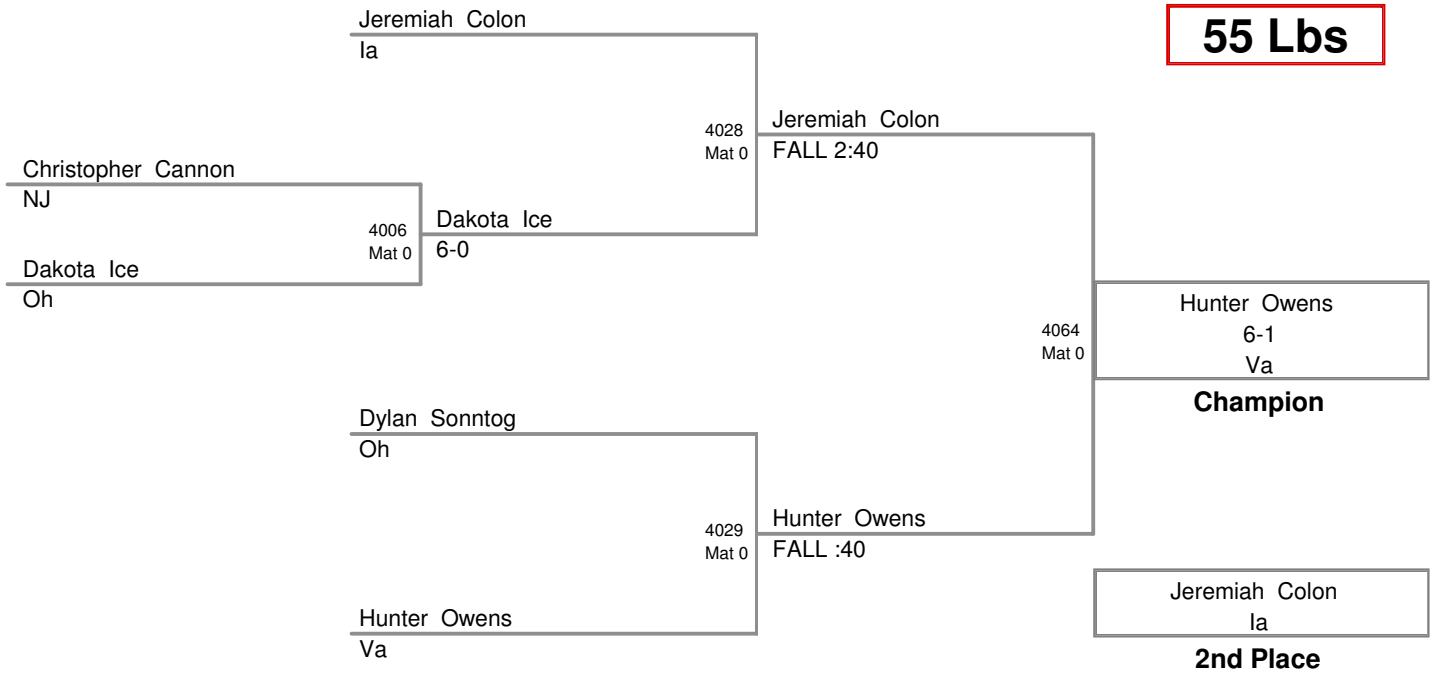 Jeremiah Colon
Ia
55 Lbs
4028
Mat 0
Jeremiah Colon
FALL 2:40
Christopher Cannon
NJ
4006
Mat 0
Dakota Ice
6-0
Dakota Ice
Oh
Hunter Owens
6-1
Va
Champion
4064
Mat 0
Dylan Sonntog
Oh
4029
Mat 0
Hunter Owens
FALL :40
Hunter Owens
Va
Jeremiah Colon
Ia
2nd Place